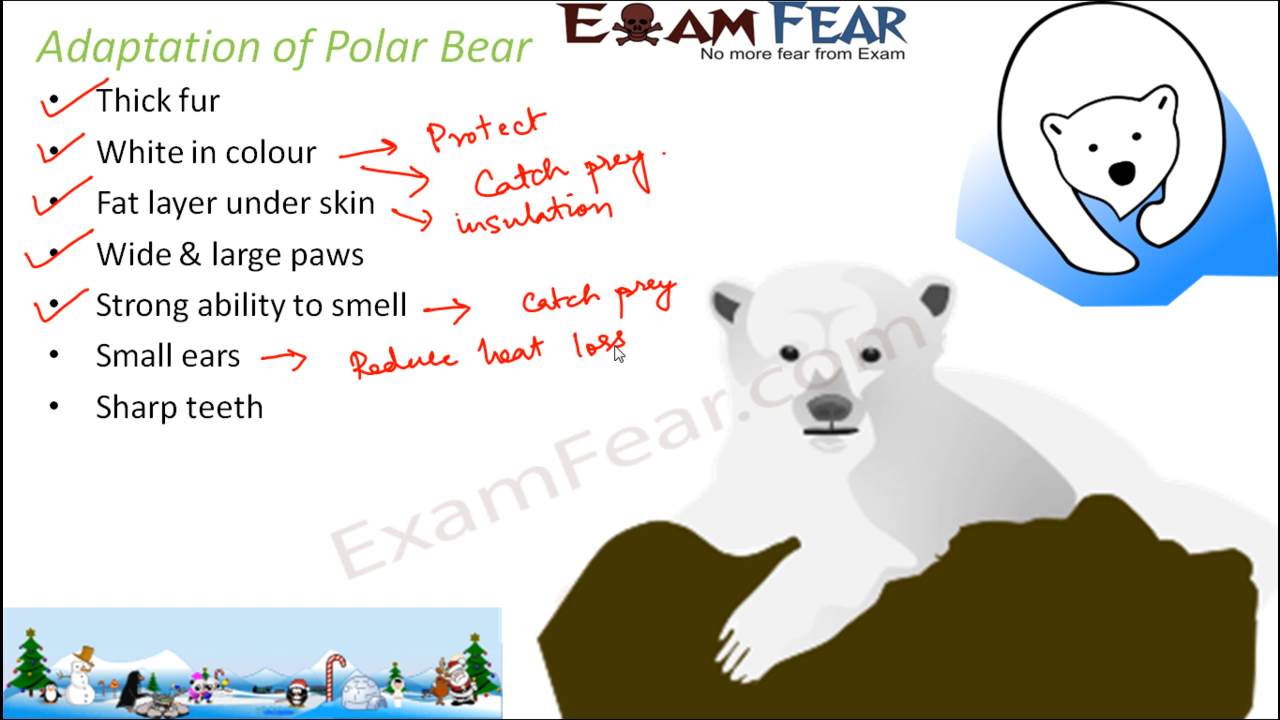 Adaptation of Polar Bear
EXAM FEAR
No more fear from Exam
• Thick fur
• White in colour → Protect
→ Catch prey.
• Fat layer under skin → insulation
• Wide & large paws
• Strong ability to smell → Catch prey
• Small ears → Reduce heat loss
• Sharp teeth
ExamFear.com